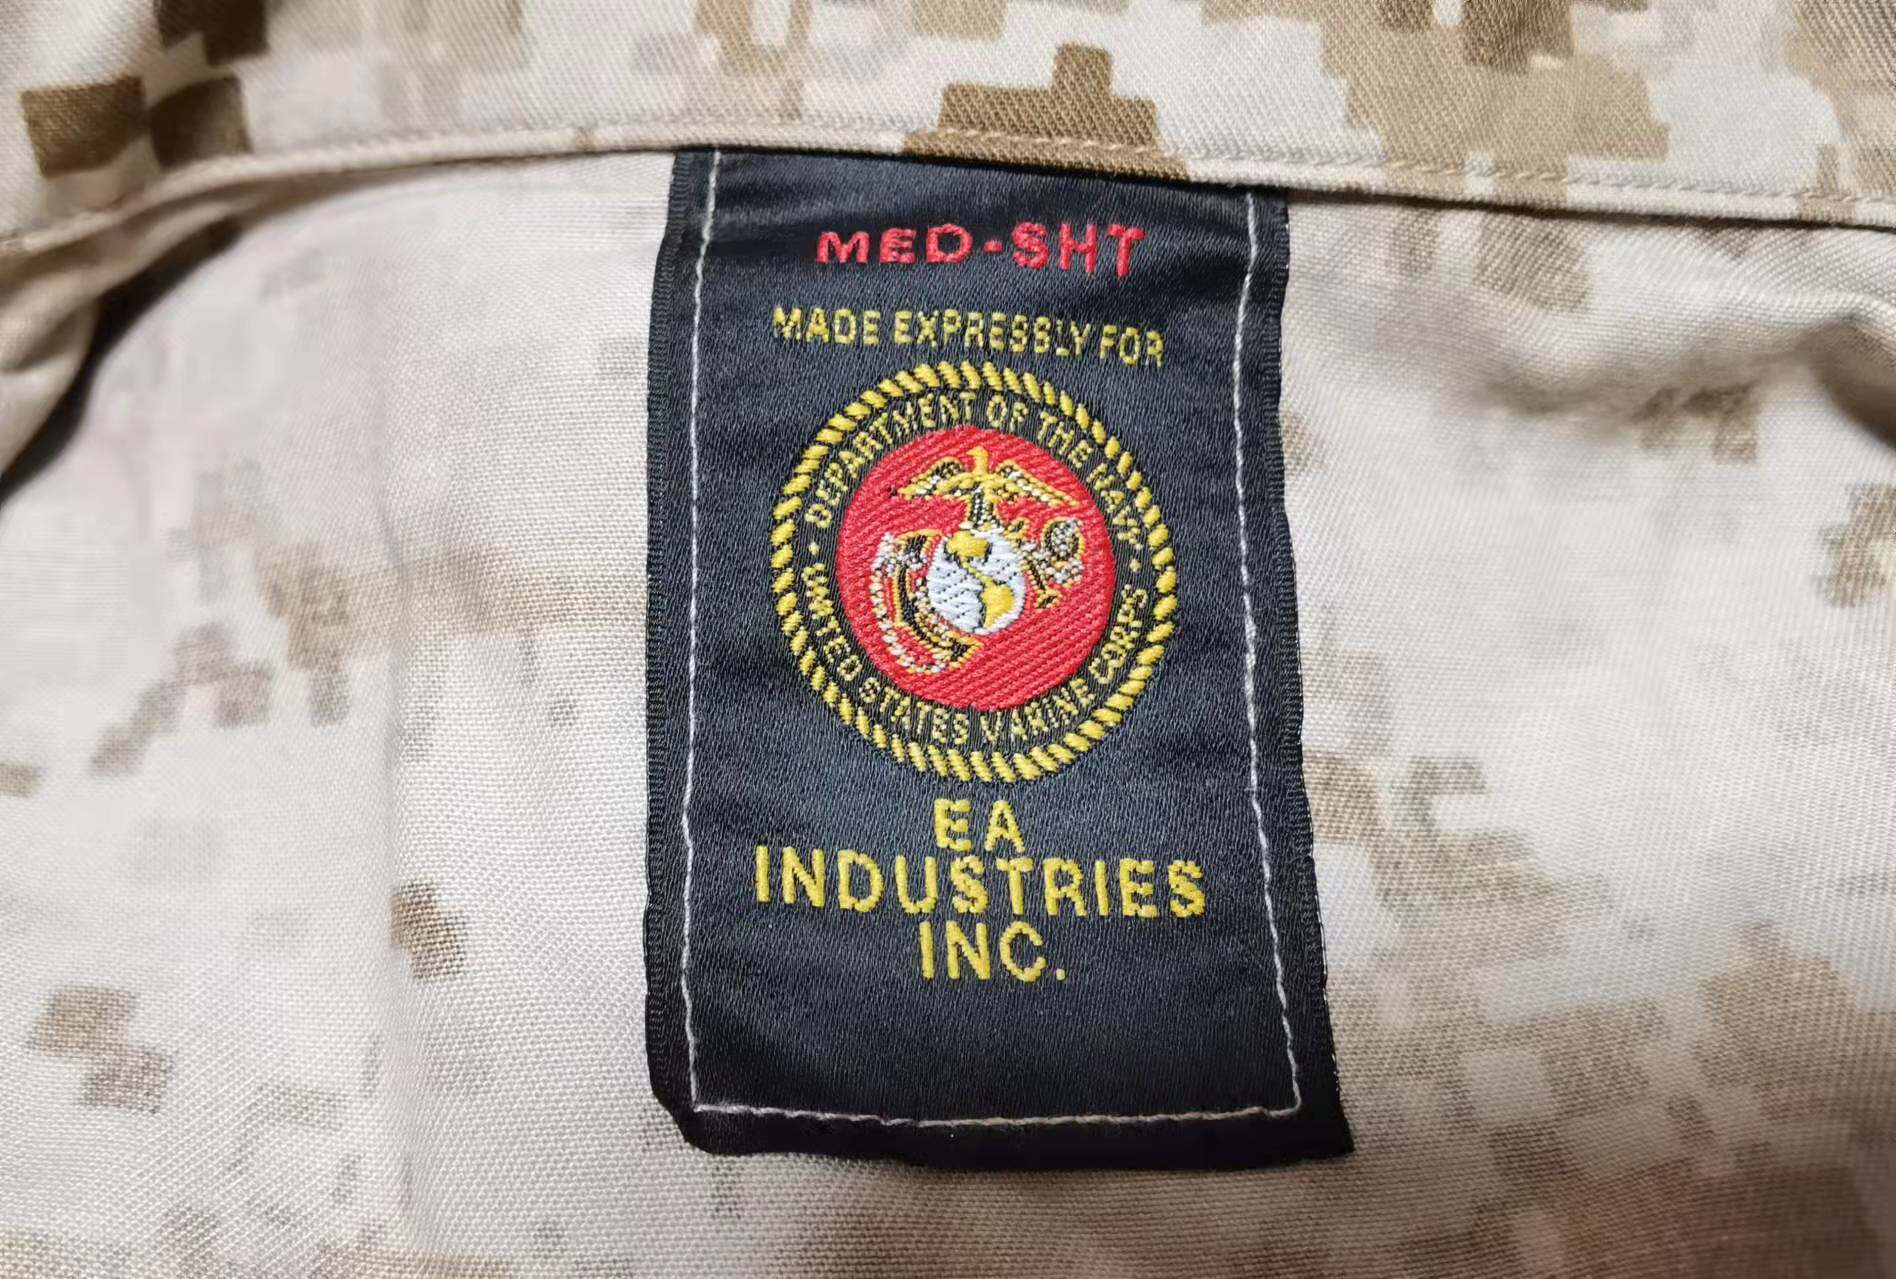 MED-SHT
MADE EXPRESSLY FOR
DEPARTMENT OF THE NAVY
UNITED STATES MARINE CORPS
EA
INDUSTRIES
INC.